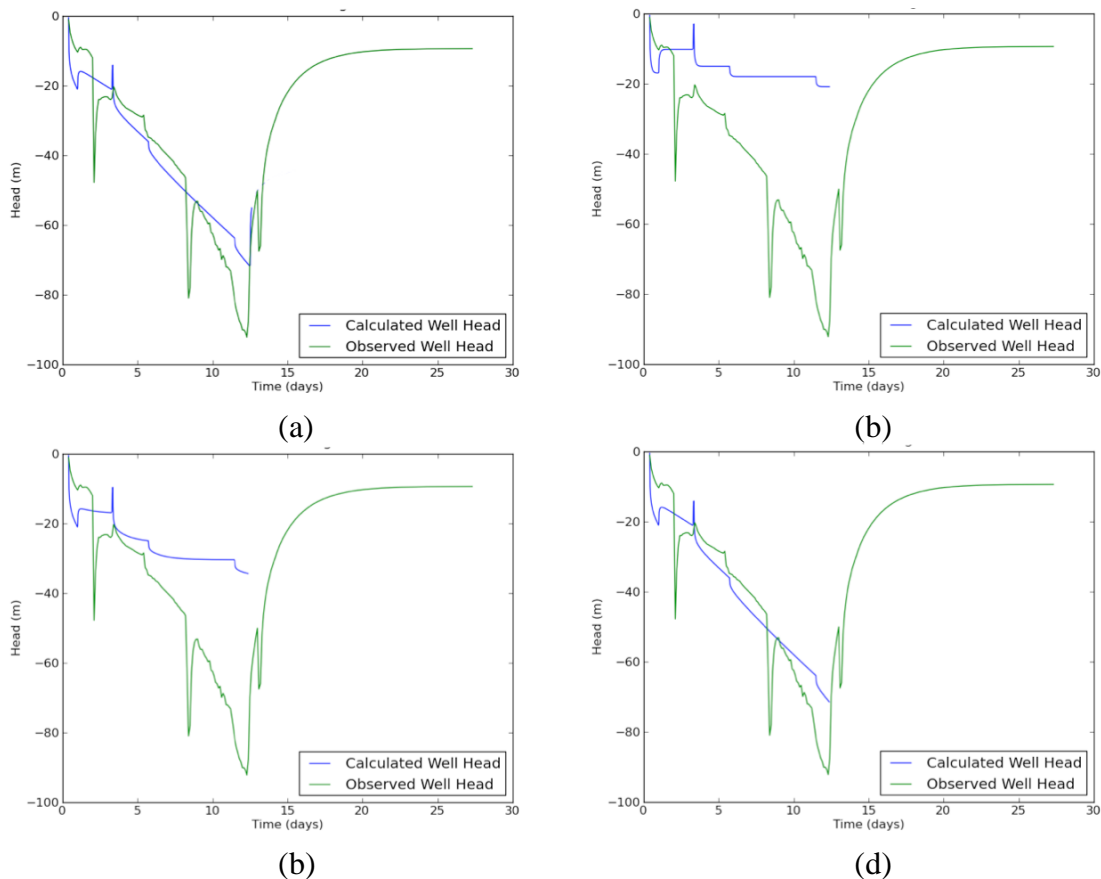 0
−20
−40
−60
−80
−100
Head (m)
0 5 10 15 20 25 30
Time (days)
Calculated Well Head
Observed Well Head
(a)
0
−20
−40
−60
−80
−100
Head (m)
0 5 10 15 20 25 30
Time (days)
Calculated Well Head
Observed Well Head
(b)
0
−20
−40
−60
−80
−100
Head (m)
0 5 10 15 20 25 30
Time (days)
Calculated Well Head
Observed Well Head
(b)
0
−20
−40
−60
−80
−100
Head (m)
0 5 10 15 20 25 30
Time (days)
Calculated Well Head
Observed Well Head
(d)